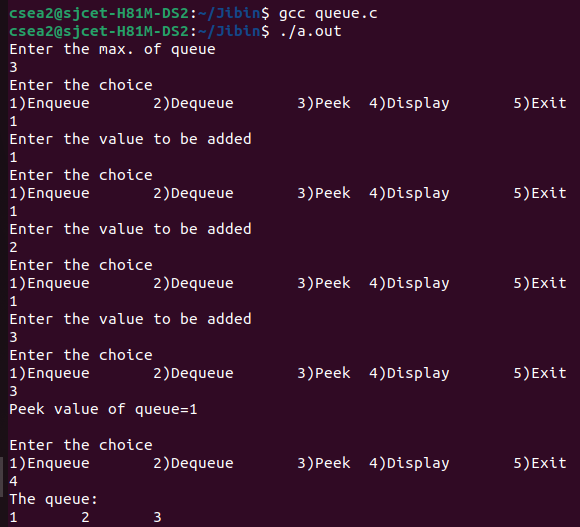 csea2@sjcet-H81M-DS2:~/Jibin$ gcc queue.c
csea2@sjcet-H81M-DS2:~/Jibin$ ./a.out
Enter the max. of queue
3
Enter the choice
1)Enqueue       2)Dequeue       3)Peek  4)Display       5)Exit
1
Enter the value to be added
1
Enter the choice
1)Enqueue       2)Dequeue       3)Peek  4)Display       5)Exit
1
Enter the value to be added
2
Enter the choice
1)Enqueue       2)Dequeue       3)Peek  4)Display       5)Exit
1
Enter the value to be added
3
Enter the choice
1)Enqueue       2)Dequeue       3)Peek  4)Display       5)Exit
3
Peek value of queue=1
Enter the choice
1)Enqueue       2)Dequeue       3)Peek  4)Display       5)Exit
4
The queue:
1       2       3